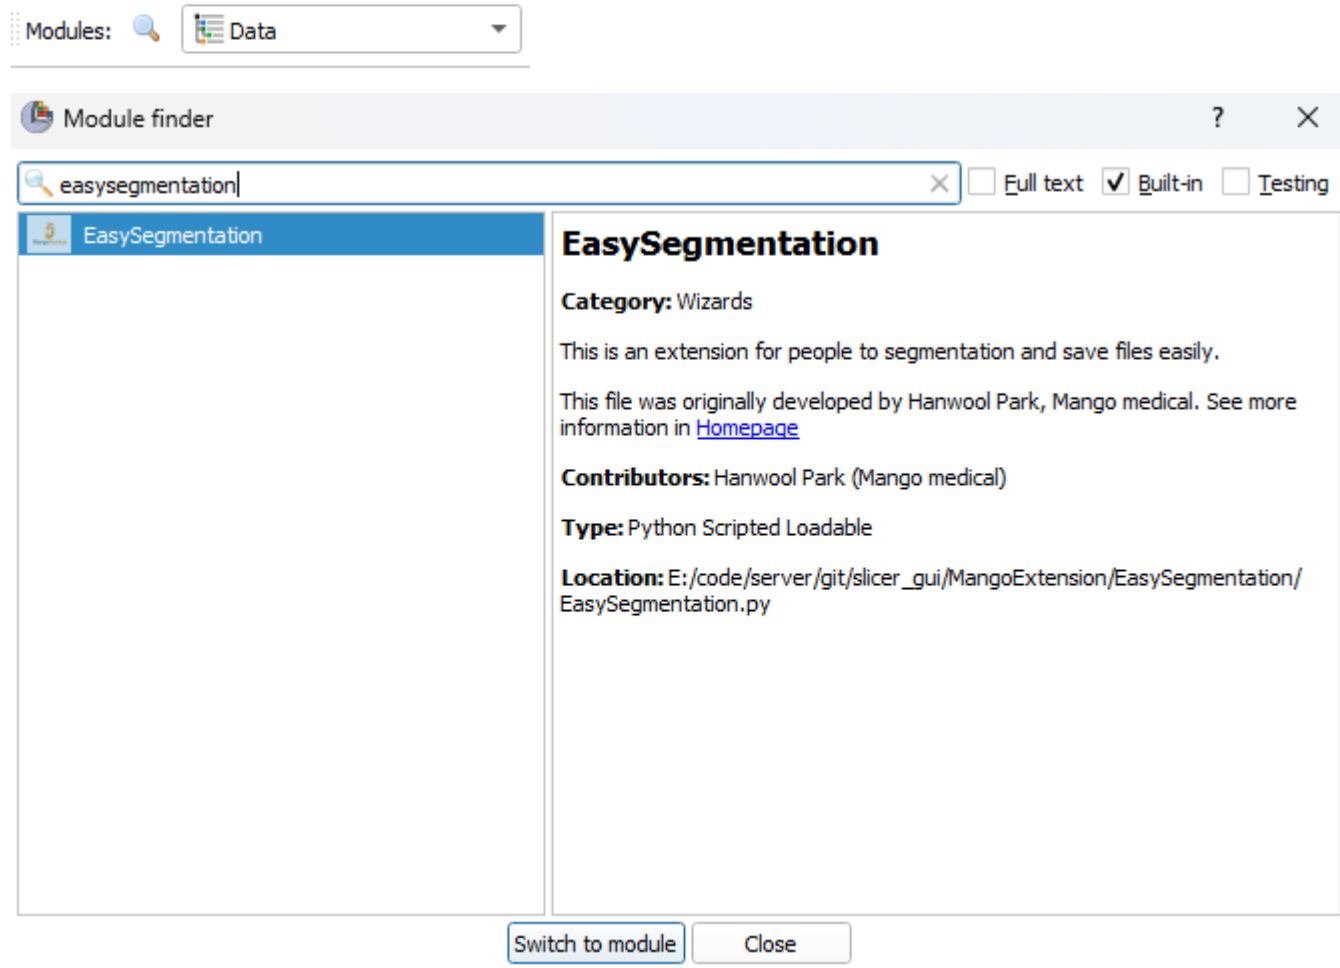 Modules: Data
Module finder
?
easysegmentation
Full text Built-in Testing
EasySegmentation
EasySegmentation
Category: Wizards
This is an extension for people to segmentation and save files easily.
This file was originally developed by Hanwool Park, Mango medical. See more
information in Homepage
Contributors: Hanwool Park (Mango medical)
Type: Python Scripted Loadable
Location: E:/code/server/git/slicer_gui/MangoExtension/EasySegmentation/
EasySegmentation.py
Switch to module Close